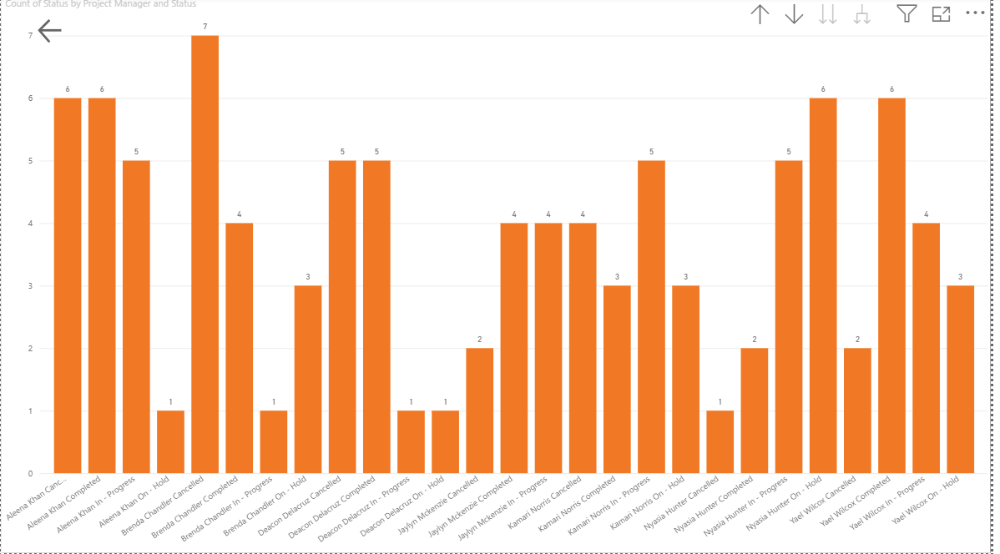 Count of Status by Project Manager and Status
7
6
5
4
3
2
1
0
6
6
5
1
7
4
1
3
5
5
1
1
2
4
4
4
3
5
3
1
2
5
6
2
6
4
3
Aleena Khan Canc...
Aleena Khan Completed
Aleena Khan In - Progress
Aleena Khan On - Hold
Brenda Chandler Cancelled
Brenda Chandler Completed
Brenda Chandler In - Progress
Brenda Chandler On - Hold
Deacon Delacruz Cancelled
Deacon Delacruz Completed
Deacon Delacruz In - Progress
Deacon Delacruz On - Hold
Jaylyn Mckenzie Cancelled
Jaylyn Mckenzie Completed
Jaylyn Mckenzie In - Progress
Kamari Norris Cancelled
Kamari Norris Completed
Kamari Norris In - Progress
Kamari Norris On - Hold
Nyasia Hunter Cancelled
Nyasia Hunter Completed
Nyasia Hunter In - Progress
Nyasia Hunter On - Hold
Yael Wilcox Cancelled
Yael Wilcox Completed
Yael Wilcox In - Progress
Yael Wilcox On - Hold